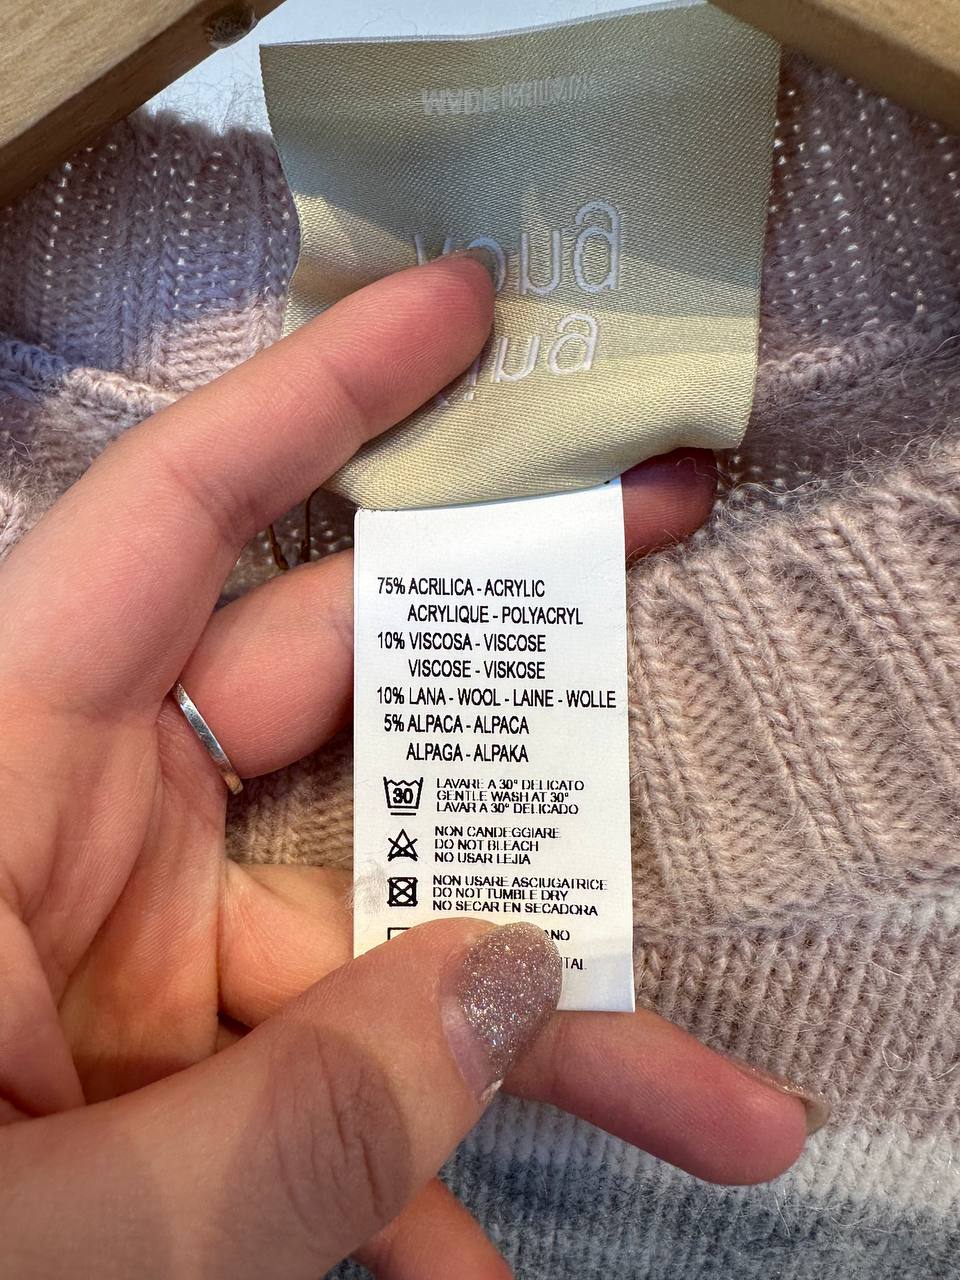 75% ACRILICA - ACRYLIC
ACRYLIQUE - POLYACRYL
10% VISCOSA - VISCOSE
VISCOSE - VISKOSE
10% LANA - WOOL - LAINE - WOLLE
5% ALPACA - ALPACA
ALPAGA - ALPAKA
30
LAVARE A 30° DELICATO
GENTLE WASH AT 30°
LAVAR A 30° DELICADO
NON CANDEGGIARE
DO NOT BLEACH
NO USAR LEJIA
NON USARE ASCIUGATRICE
DO NOT TUMBLE DRY
NO SECAR EN SECADORA